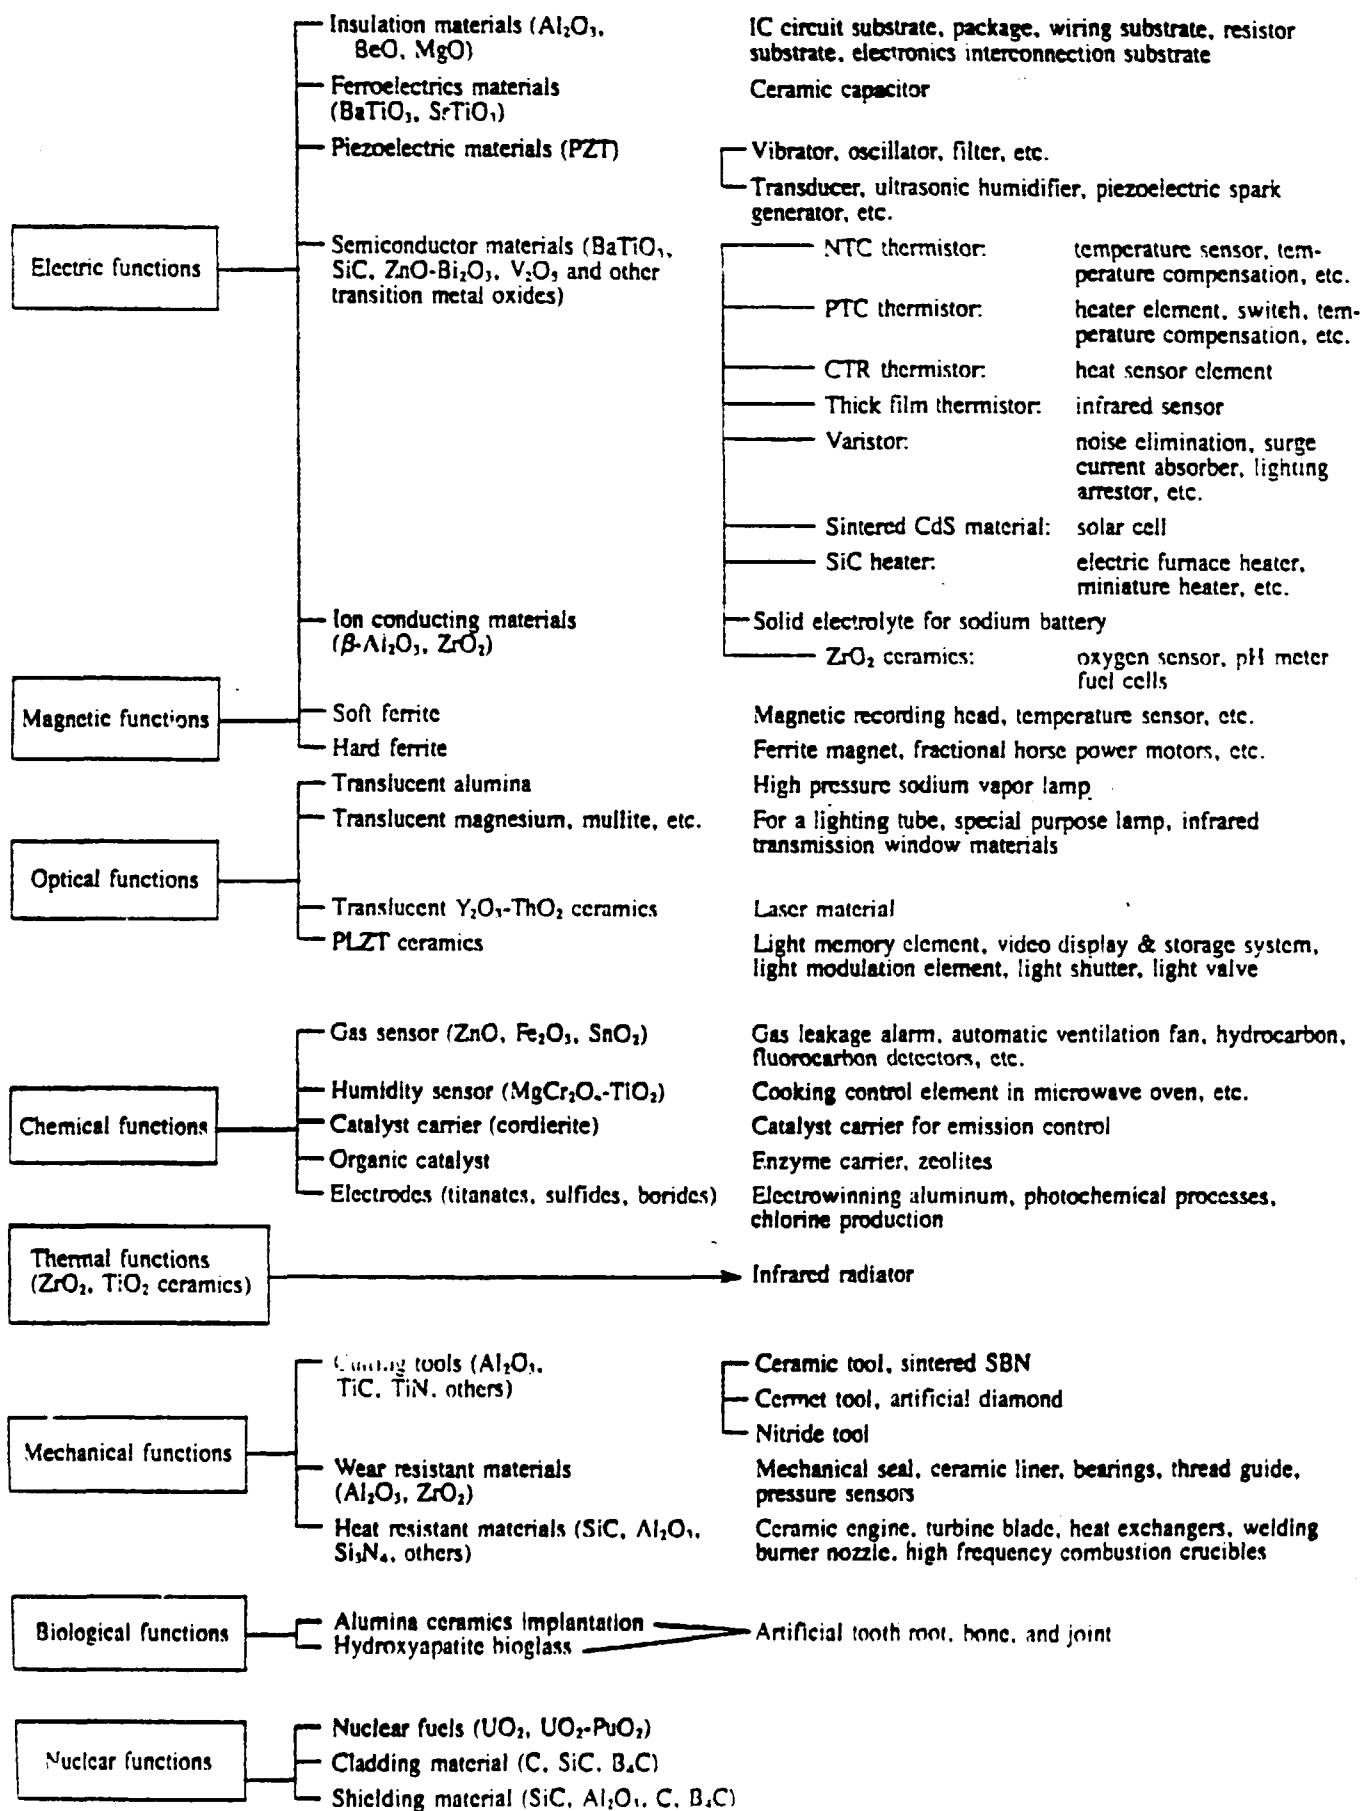 Insulation materials (Al₂O₃,
BeO, MgO)
IC circuit substrate, package, wiring substrate, resistor
substrate, electronics interconnection substrate
Ferroelectrics materials
(BaTiO₃, SrTiO₃)
Ceramic capacitor
Piezoelectric materials (PZT)
Vibrator, oscillator, filter, etc.
Transducer, ultrasonic humidifier, piezoelectric spark
generator, etc.
Electric functions
Semiconductor materials (BaTiO₃,
SiC, ZnO-Bi₂O₃, V₂O₅ and other
transition metal oxides)
NTC thermistor: temperature sensor, tem-
perature compensation, etc.
PTC thermistor: heater element, switch, tem-
perature compensation, etc.
CTR thermistor: heat sensor element
Thick film thermistor: infrared sensor
Varistor: noise elimination, surge
current absorber, lighting
arrestor, etc.
Sintered CdS material: solar cell
SiC heater: electric furnace heater,
miniature heater, etc.
Ion conducting materials
(β-Al₂O₃, ZrO₂)
Solid electrolyte for sodium battery
ZrO₂ ceramics: oxygen sensor, pH meter
fuel cells
Magnetic functions
Soft ferrite
Magnetic recording head, temperature sensor, etc.
Hard ferrite
Ferrite magnet, fractional horse power motors, etc.
Translucent alumina
High pressure sodium vapor lamp
Translucent magnesium, mullite, etc.
For a lighting tube, special purpose lamp, infrared
transmission window materials
Optical functions
Translucent Y₂O₃-ThO₂ ceramics
Laser material
PLZT ceramics
Light memory element, video display & storage system,
light modulation element, light shutter, light valve
Gas sensor (ZnO, Fe₂O₃, SnO₂)
Gas leakage alarm, automatic ventilation fan, hydrocarbon,
fluorocarbon detectors, etc.
Humidity sensor (MgCr₂O₄-TiO₂)
Cooking control element in microwave oven, etc.
Chemical functions
Catalyst carrier (cordierite)
Catalyst carrier for emission control
Organic catalyst
Enzyme carrier, zeolites
Electrodes (titanates, sulfides, borides)
Electrowinning aluminum, photochemical processes,
chlorine production
Thermal functions
(ZrO₂, TiO₂ ceramics)
Infrared radiator
Cutting tools (Al₂O₃,
TiC, TiN, others)
Ceramic tool, sintered SBN
Cermet tool, artificial diamond
Nitride tool
Mechanical functions
Wear resistant materials
(Al₂O₃, ZrO₂)
Mechanical seal, ceramic liner, bearings, thread guide,
pressure sensors
Heat resistant materials (SiC, Al₂O₃,
Si₃N₄, others)
Ceramic engine, turbine blade, heat exchangers, welding
burner nozzle, high frequency combustion crucibles
Biological functions
Alumina ceramics implantation
Hydroxyapatite bioglass
Artificial tooth root, bone, and joint
Nuclear functions
Nuclear fuels (UO₂, UO₂-PuO₂)
Cladding material (C, SiC, B₄C)
Shielding material (SiC, Al₂O₃, C, B₄C)